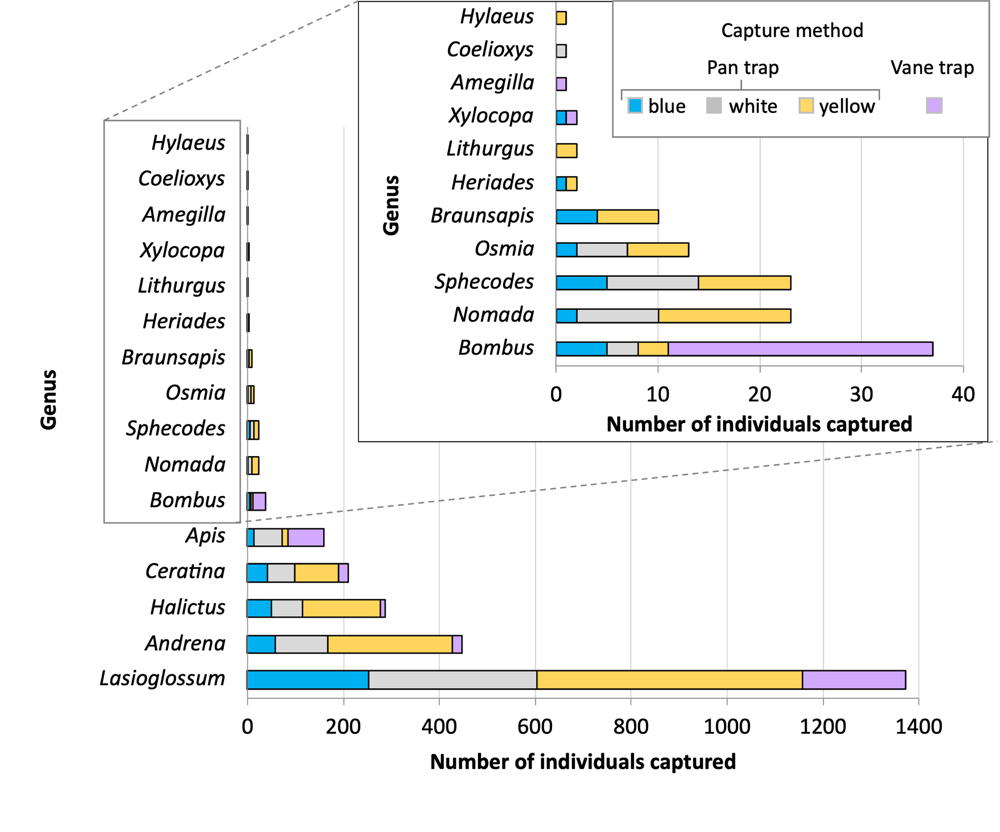 Hylaeus
Coelioxys
Amegilla
Xylocopa
Lithurgus
Heriades
Braunsapis
Osmia
Sphecodes
Nomada
Bombus
Genus
0 10 20 30 40
Number of individuals captured
Capture method
Pan trap Vane trap
blue white yellow
Hylaeus
Coelioxys
Amegilla
Xylocopa
Lithurgus
Heriades
Braunsapis
Osmia
Sphecodes
Nomada
Bombus
Apis
Ceratina
Halictus
Andrena
Lasioglossum
Genus
0 200 400 600 800 1000 1200 1400
Number of individuals captured